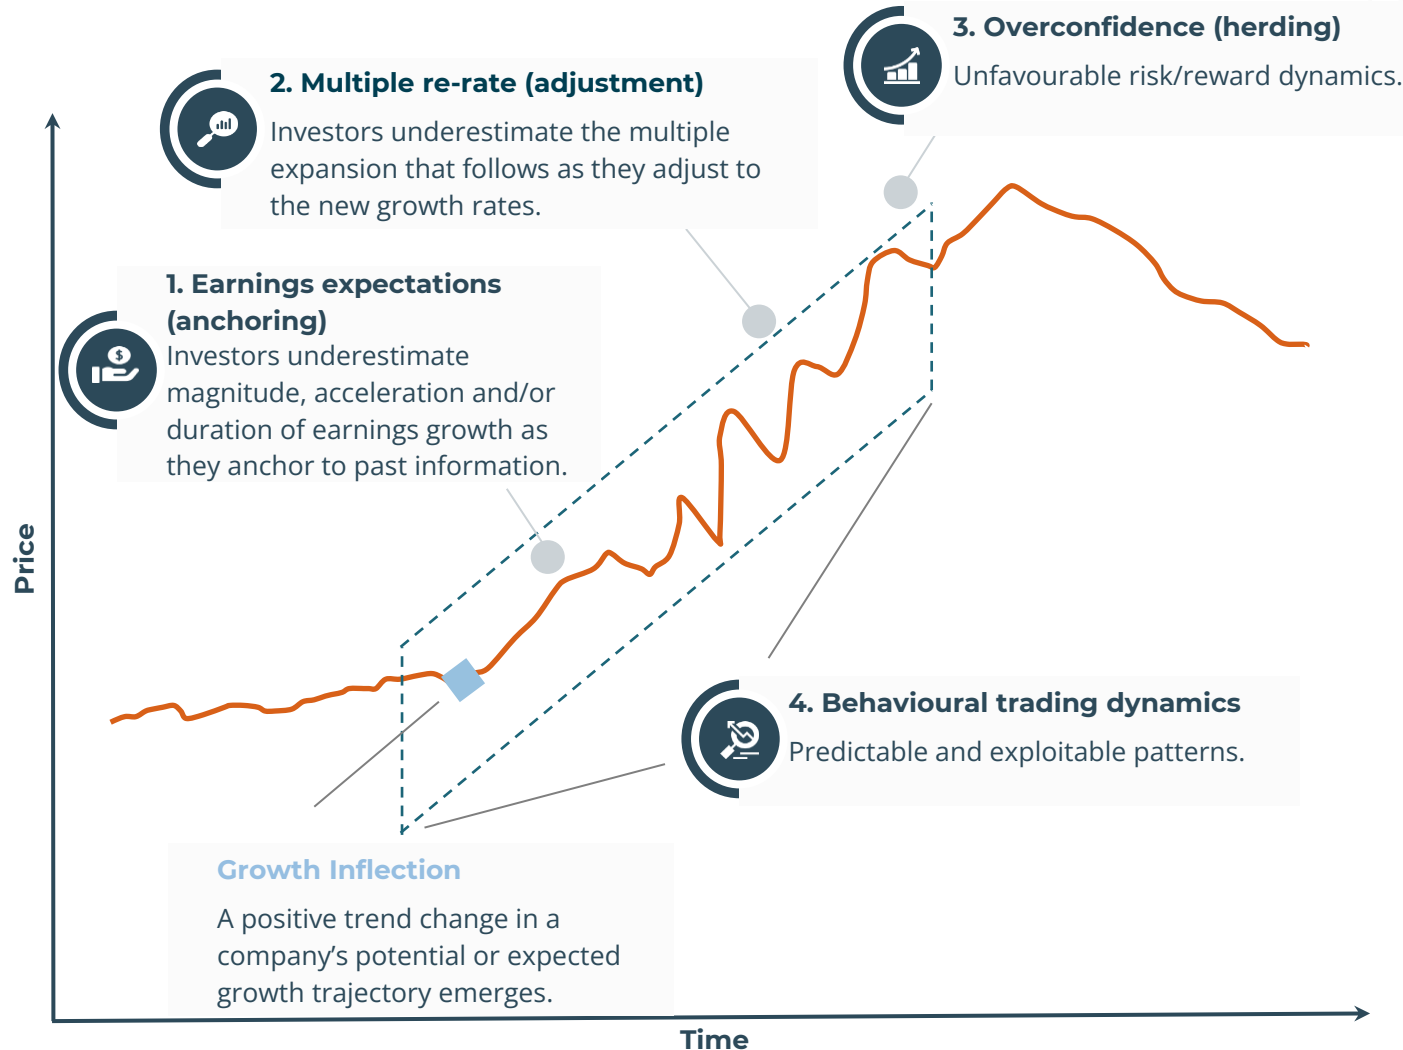 3. Overconfidence (herding)
Unfavourable risk/reward dynamics.
2. Multiple re-rate (adjustment)
Investors underestimate the multiple
expansion that follows as they adjust to
the new growth rates.
1. Earnings expectations
(anchoring)
$
Investors underestimate
magnitude, acceleration and/or
duration of earnings growth as
they anchor to past information.
Price
4. Behavioural trading dynamics
Predictable and exploitable patterns.
Growth Inflection
A positive trend change in a
company’s potential or expected
growth trajectory emerges.
Time